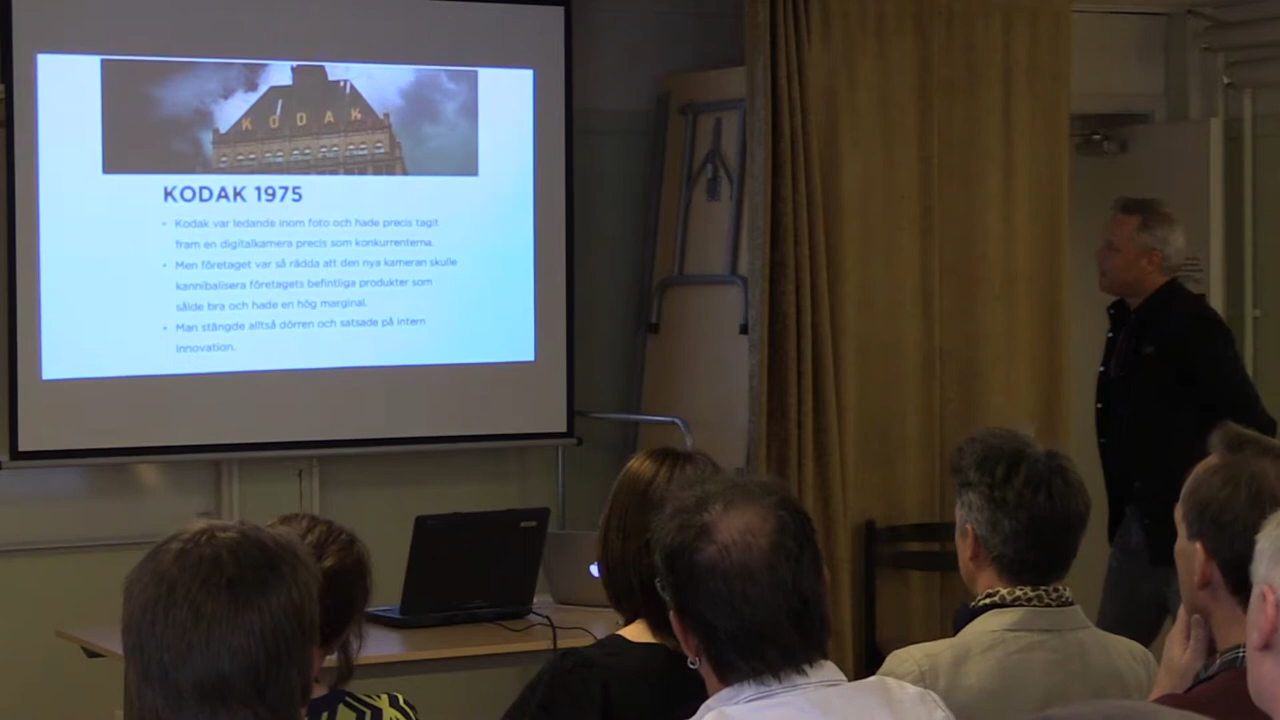 KODAK
KODAK 1975
• Kodak var ledande inom foto och hade precis tagit
fram en digitalkamera precis som konkurrenterna.
• Men företaget var så rädda att den nya kameran skulle
kannibalisera företagets befintliga produkter som
sålde bra och hade en hög marginal.
• Man stängde alltså dörren och satsade på intern
innovation.